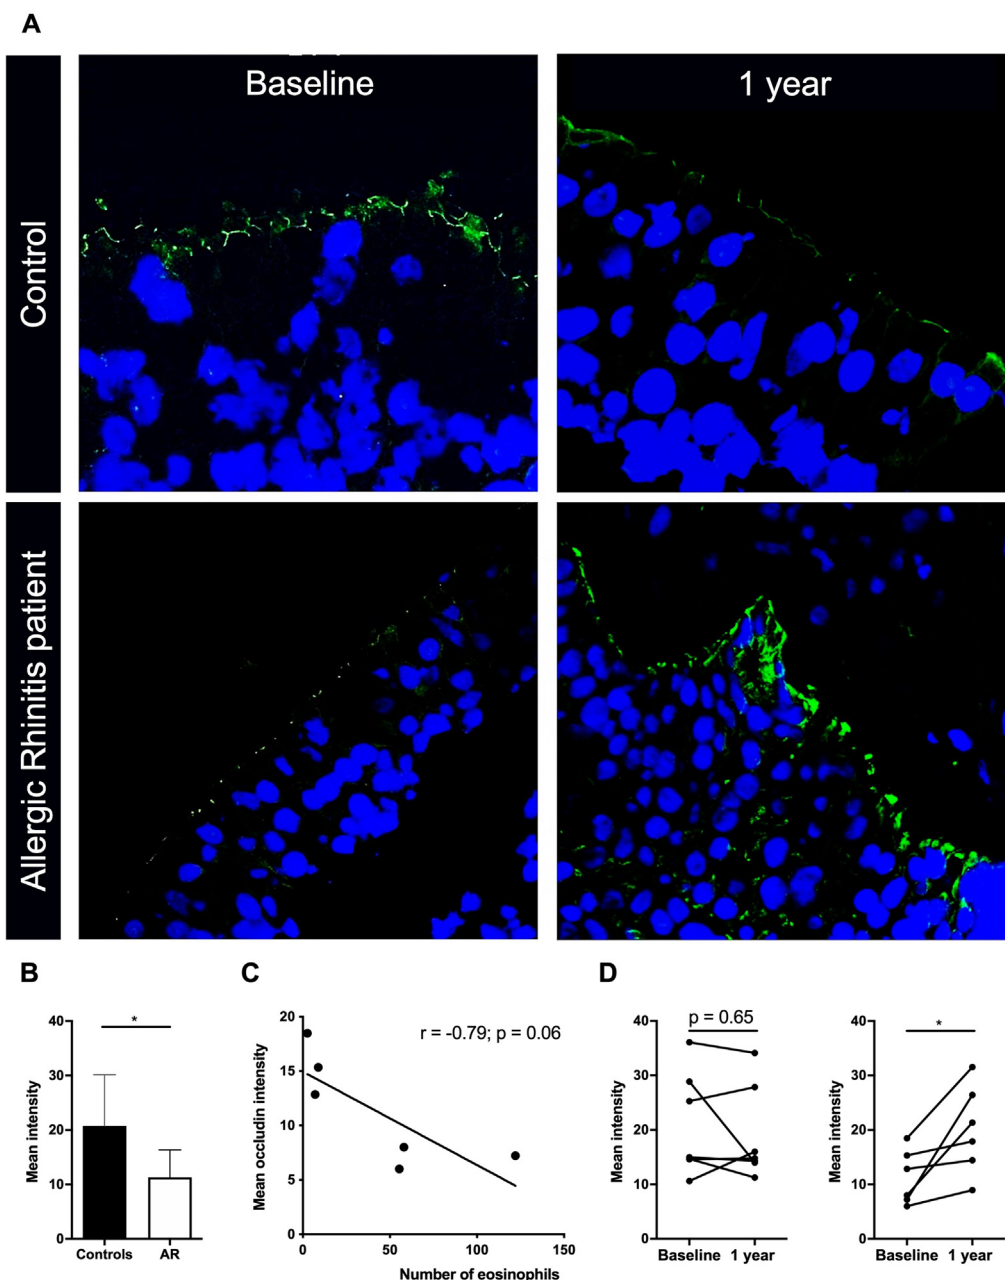 A
Baseline
1 year
Control
Allergic Rhinitis patient
B
C
D
40
30
20
10
0
Mean intensity
*
Controls
AR
20
15
10
5
0
Mean occludin intensity
r = -0.79; p = 0.06
0
50
100
150
Number of eosinophils
40
30
20
10
0
Mean intensity
p = 0.65
Baseline
1 year
40
30
20
10
0
Mean intensity
*
Baseline
1 year